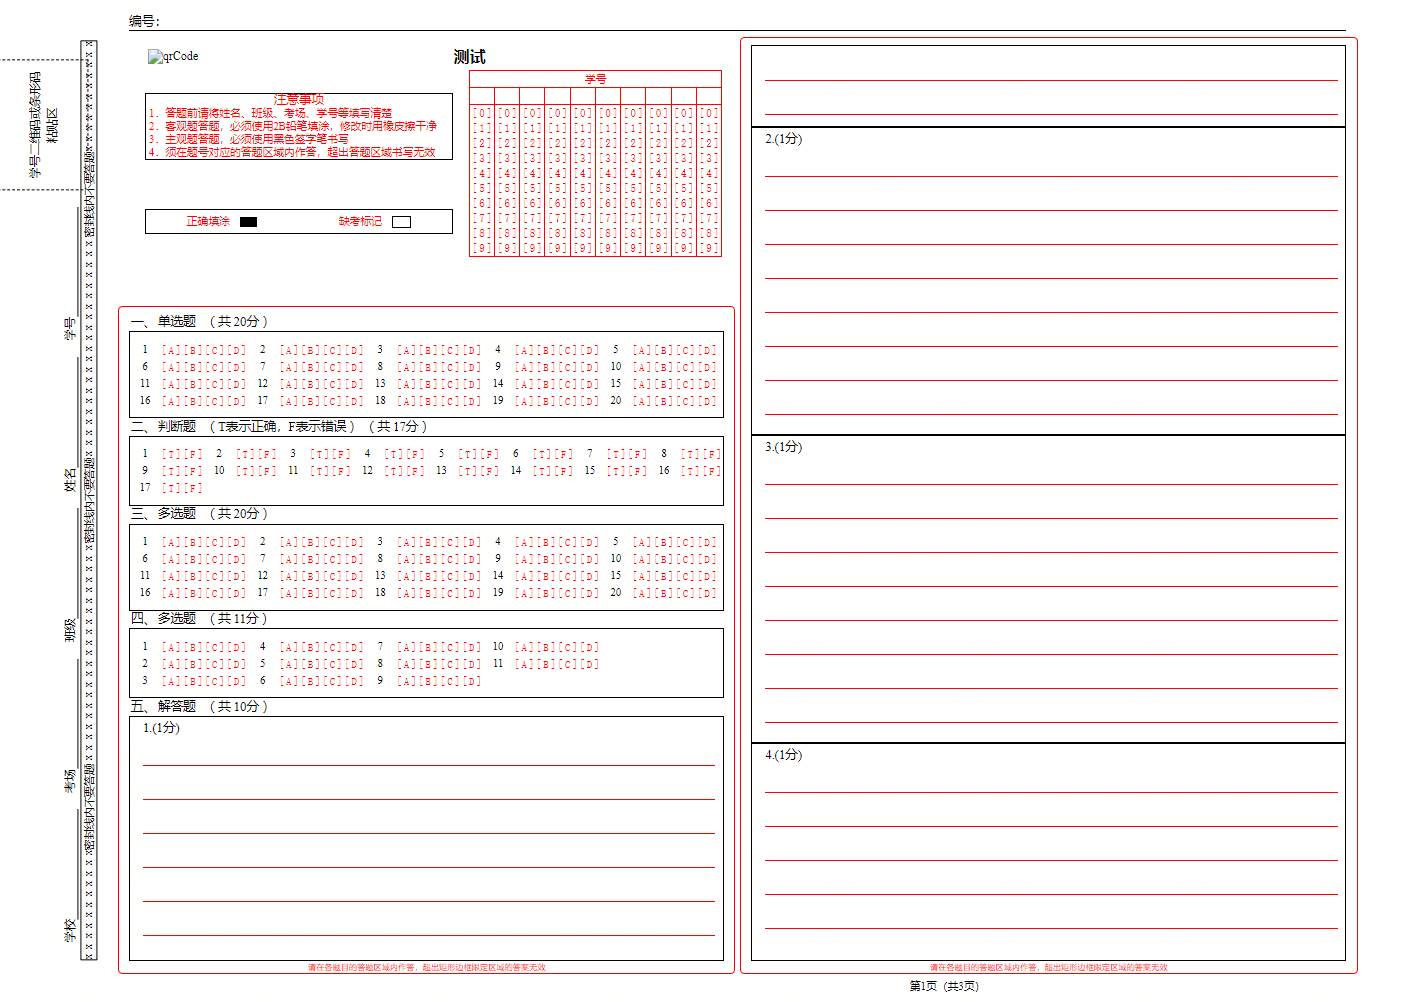 编号：
qrCode
测试
学号二维码或条形码
粘贴区
注意事项
1. 答题前请将姓名、班级、考场、学号等填写清楚
2. 客观题答题，必须使用2B铅笔填涂，修改时用橡皮擦干净
3. 主观题答题，必须使用黑色签字笔书写
4. 须在题号对应的答题区域内作答，超出答题区域书写无效
正确填涂 缺考标记
学号
[0] [0] [0] [0] [0] [0] [0] [0] [0] [0]
[1] [1] [1] [1] [1] [1] [1] [1] [1] [1]
[2] [2] [2] [2] [2] [2] [2] [2] [2] [2]
[3] [3] [3] [3] [3] [3] [3] [3] [3] [3]
[4] [4] [4] [4] [4] [4] [4] [4] [4] [4]
[5] [5] [5] [5] [5] [5] [5] [5] [5] [5]
[6] [6] [6] [6] [6] [6] [6] [6] [6] [6]
[7] [7] [7] [7] [7] [7] [7] [7] [7] [7]
[8] [8] [8] [8] [8] [8] [8] [8] [8] [8]
[9] [9] [9] [9] [9] [9] [9] [9] [9] [9]
密封线内不要答题
密封线内不要答题
密封线内不要答题
学号
姓名
班级
考场
学校
一、单选题 （共 20分）
1 [A][B][C][D] 2 [A][B][C][D] 3 [A][B][C][D] 4 [A][B][C][D] 5 [A][B][C][D]
6 [A][B][C][D] 7 [A][B][C][D] 8 [A][B][C][D] 9 [A][B][C][D] 10 [A][B][C][D]
11 [A][B][C][D] 12 [A][B][C][D] 13 [A][B][C][D] 14 [A][B][C][D] 15 [A][B][C][D]
16 [A][B][C][D] 17 [A][B][C][D] 18 [A][B][C][D] 19 [A][B][C][D] 20 [A][B][C][D]
二、判断题 （T表示正确，F表示错误）（共 17分）
1 [T][F] 2 [T][F] 3 [T][F] 4 [T][F] 5 [T][F] 6 [T][F] 7 [T][F] 8 [T][F]
9 [T][F] 10 [T][F] 11 [T][F] 12 [T][F] 13 [T][F] 14 [T][F] 15 [T][F] 16 [T][F]
17 [T][F]
三、多选题 （共 20分）
1 [A][B][C][D] 2 [A][B][C][D] 3 [A][B][C][D] 4 [A][B][C][D] 5 [A][B][C][D]
6 [A][B][C][D] 7 [A][B][C][D] 8 [A][B][C][D] 9 [A][B][C][D] 10 [A][B][C][D]
11 [A][B][C][D] 12 [A][B][C][D] 13 [A][B][C][D] 14 [A][B][C][D] 15 [A][B][C][D]
16 [A][B][C][D] 17 [A][B][C][D] 18 [A][B][C][D] 19 [A][B][C][D] 20 [A][B][C][D]
四、多选题 （共 11分）
1 [A][B][C][D] 4 [A][B][C][D] 7 [A][B][C][D] 10 [A][B][C][D]
2 [A][B][C][D] 5 [A][B][C][D] 8 [A][B][C][D] 11 [A][B][C][D]
3 [A][B][C][D] 6 [A][B][C][D] 9 [A][B][C][D]
五、解答题 （共 10分）
1.(1分)
请在各题目的答题区域内作答，超出矩形边框限定区域的答案无效
2.(1分)
3.(1分)
4.(1分)
请在各题目的答题区域内作答，超出矩形边框限定区域的答案无效
第1页 (共3页)